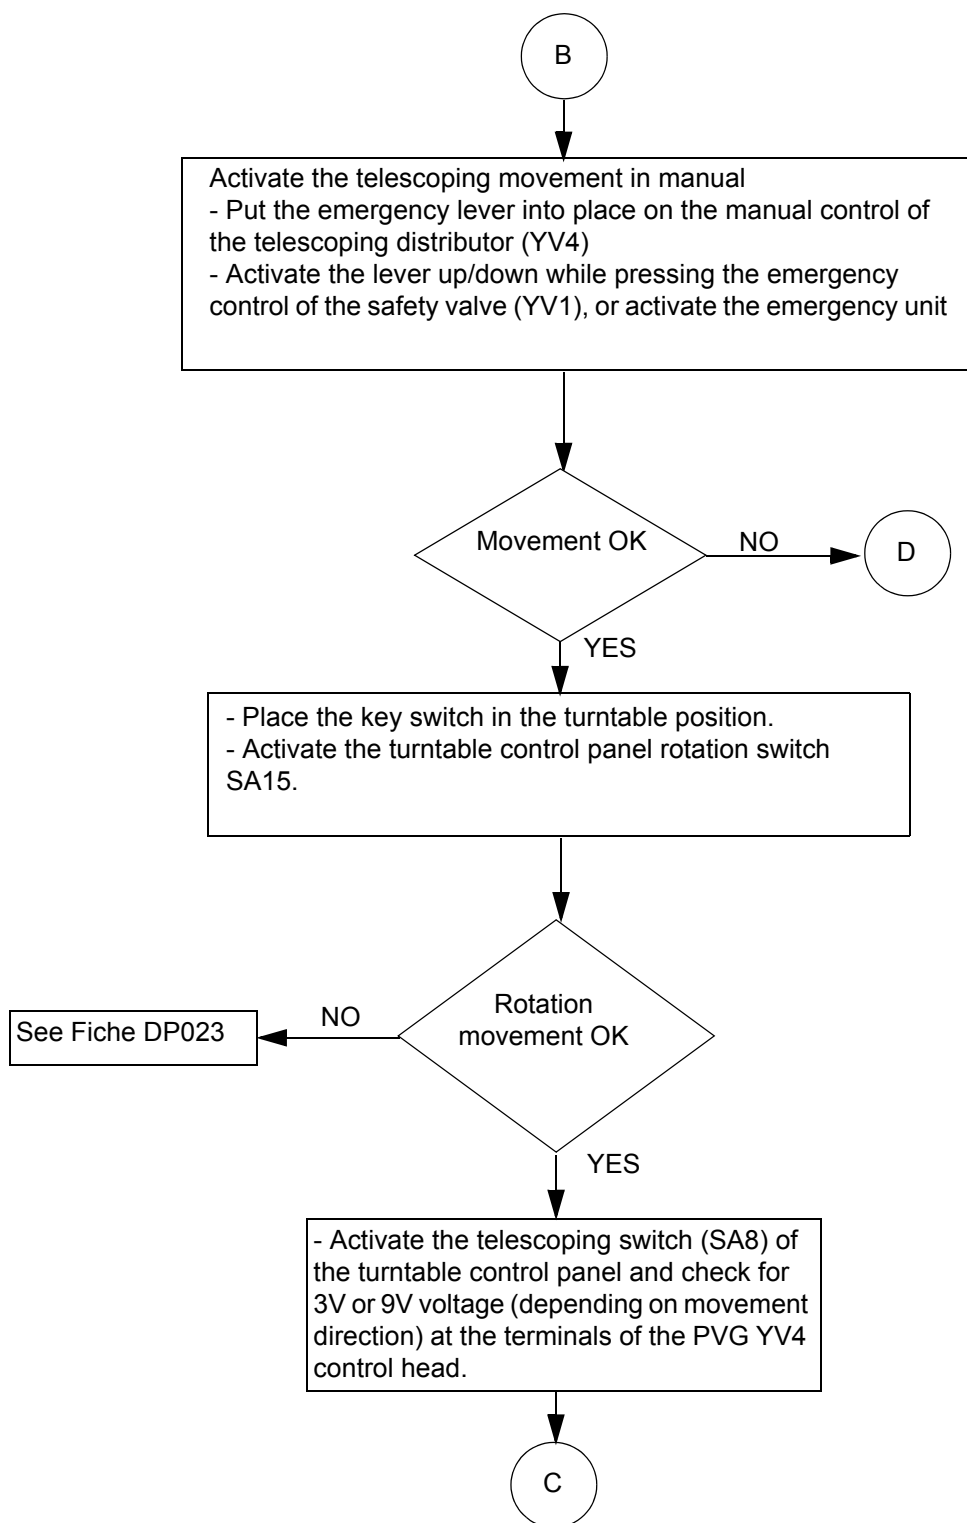 B
Activate the telescoping movement in manual
- Put the emergency lever into place on the manual control of
the telescoping distributor (YV4)
- Activate the lever up/down while pressing the emergency
control of the safety valve (YV1), or activate the emergency unit
Movement OK
NO
D
YES
- Place the key switch in the turntable position.
- Activate the turntable control panel rotation switch
SA15.
Rotation
movement OK
NO
See Fiche DP023
YES
- Activate the telescoping switch (SA8) of
the turntable control panel and check for
3V or 9V voltage (depending on movement
direction) at the terminals of the PVG YV4
control head.
C